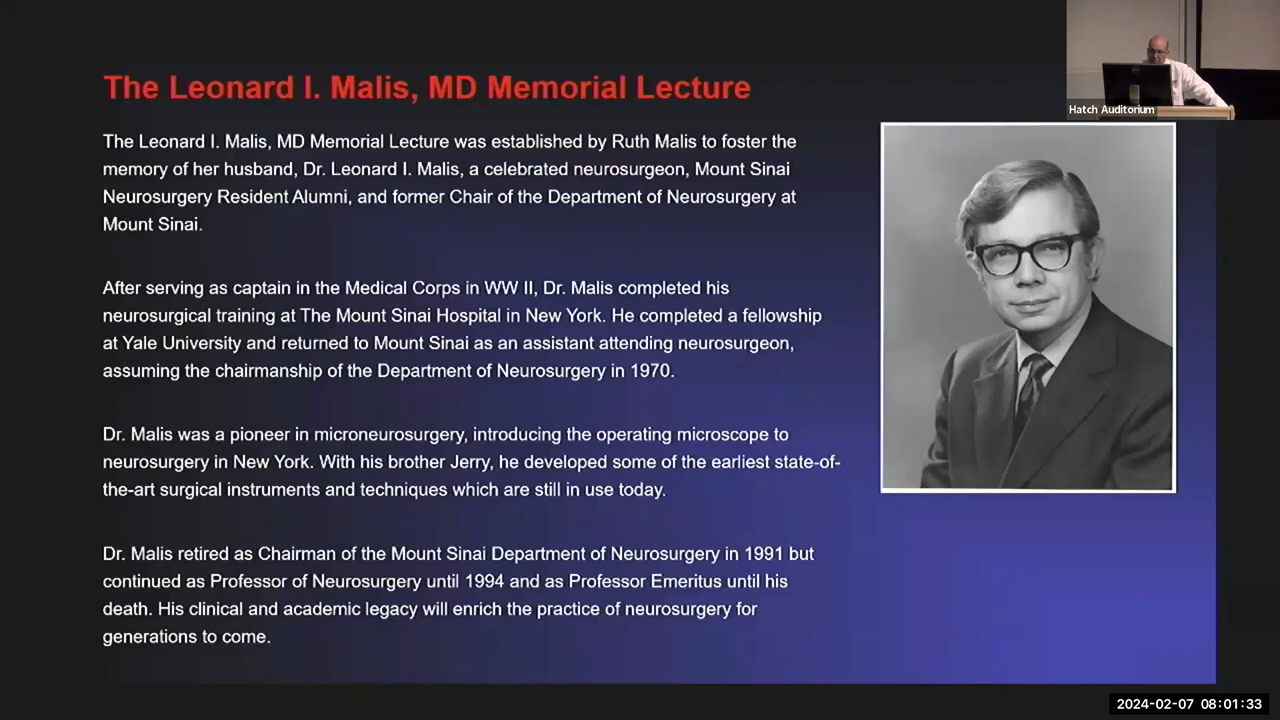 The Leonard I. Malis, MD Memorial Lecture
The Leonard I. Malis, MD Memorial Lecture was established by Ruth Malis to foster the
memory of her husband, Dr. Leonard I. Malis, a celebrated neurosurgeon, Mount Sinai
Neurosurgery Resident Alumni, and former Chair of the Department of Neurosurgery at
Mount Sinai.
After serving as captain in the Medical Corps in WW II, Dr. Malis completed his
neurosurgical training at The Mount Sinai Hospital in New York. He completed a fellowship
at Yale University and returned to Mount Sinai as an assistant attending neurosurgeon,
assuming the chairmanship of the Department of Neurosurgery in 1970.
Dr. Malis was a pioneer in microneurosurgery, introducing the operating microscope to
neurosurgery in New York. With his brother Jerry, he developed some of the earliest state-of-
the-art surgical instruments and techniques which are still in use today.
Dr. Malis retired as Chairman of the Mount Sinai Department of Neurosurgery in 1991 but
continued as Professor of Neurosurgery until 1994 and as Professor Emeritus until his
death. His clinical and academic legacy will enrich the practice of neurosurgery for
generations to come.
Hatch Auditorium
2024-02-07 08:01:33